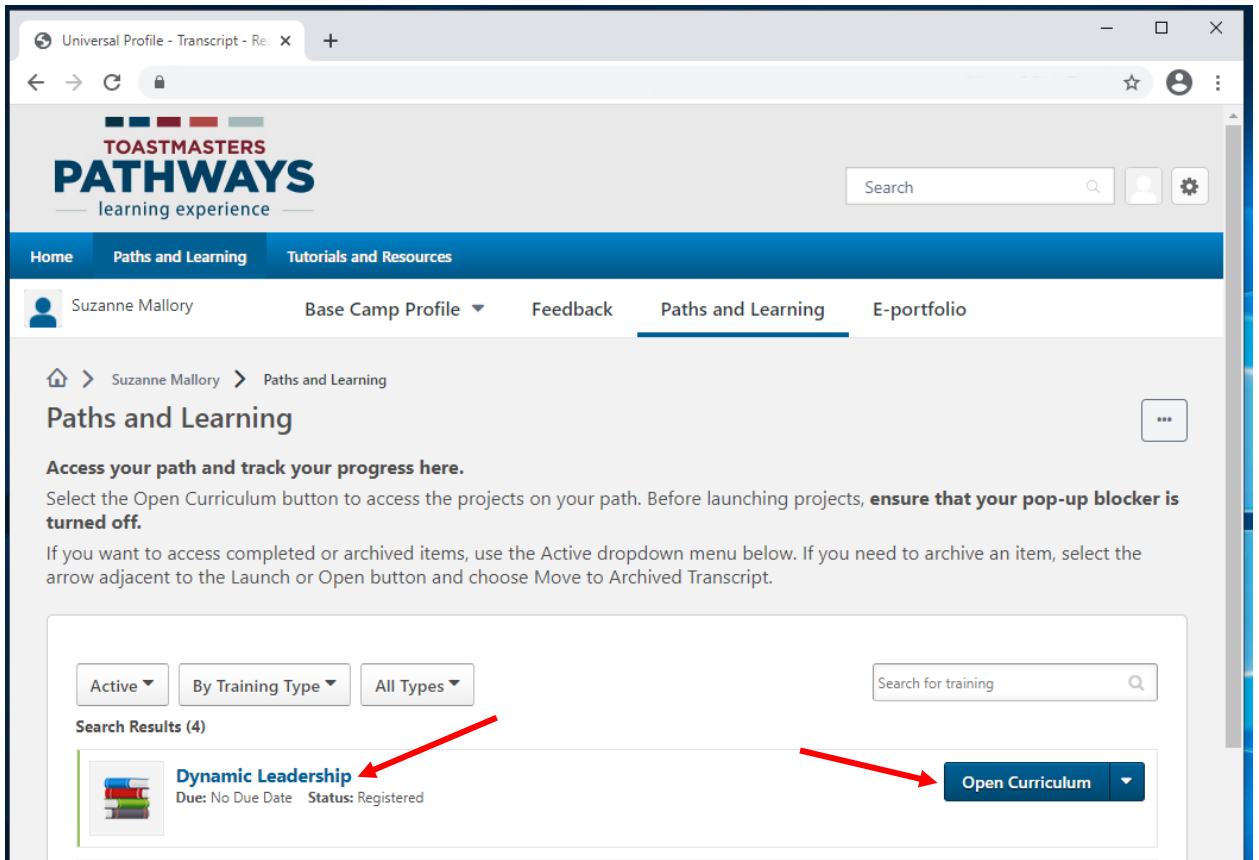 Universal Profile - Transcript - Re
TOASTMASTERS
PATHWAYS
learning experience
Search
Home Paths and Learning Tutorials and Resources
Suzanne Mallory Base Camp Profile Feedback Paths and Learning E-portfolio
Suzanne Mallory Paths and Learning
Paths and Learning
Access your path and track your progress here.
Select the Open Curriculum button to access the projects on your path. Before launching projects, ensure that your pop-up blocker is
turned off.
If you want to access completed or archived items, use the Active dropdown menu below. If you need to archive an item, select the
arrow adjacent to the Launch or Open button and choose Move to Archived Transcript.
Active By Training Type All Types Search for training
Search Results (4)
Dynamic Leadership
Due: No Due Date Status: Registered
Open Curriculum